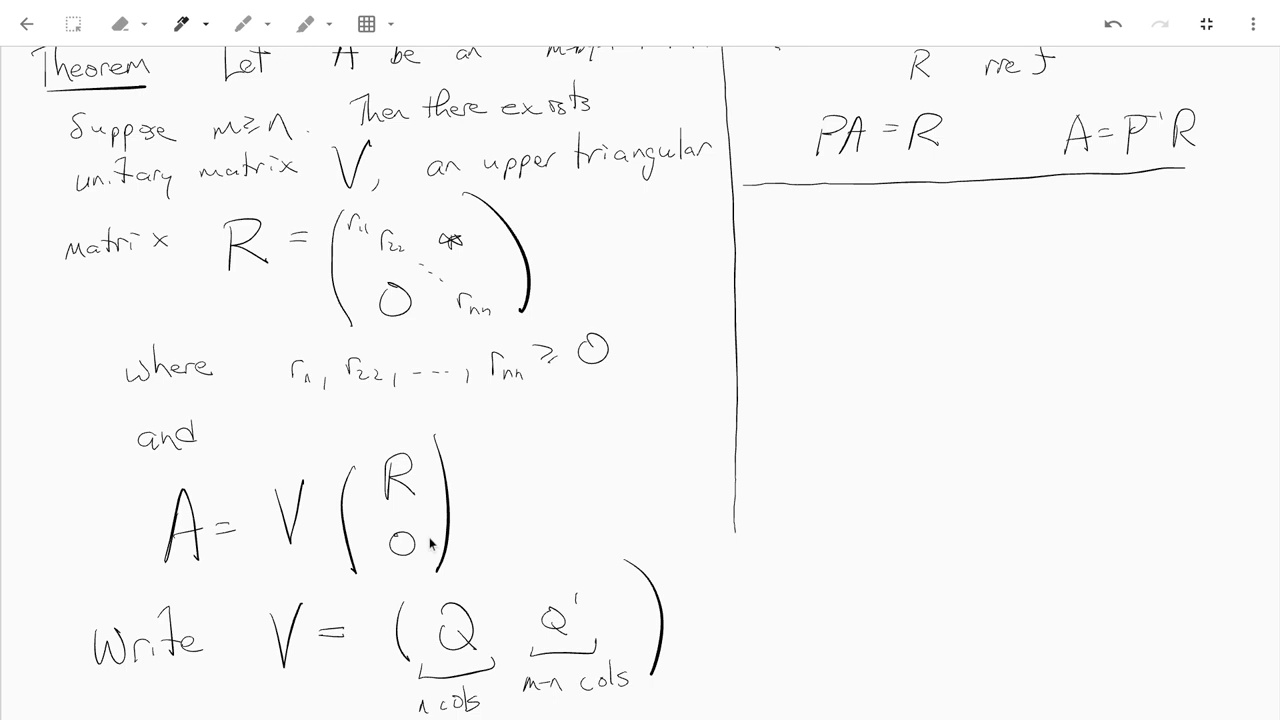 Theorem Let A be an
Suppose m ≥ n. Then there exists
unitary matrix V, an upper triangular
matrix R = ( r11 r22 * ⋱ 0 rnn )
where r11, r22, ----, rnn ≥ 0
and
A = V ( R 0 )
Write V = ( Q Q' )
n cols m-n cols
R rref
PA = R A = P⁻¹R